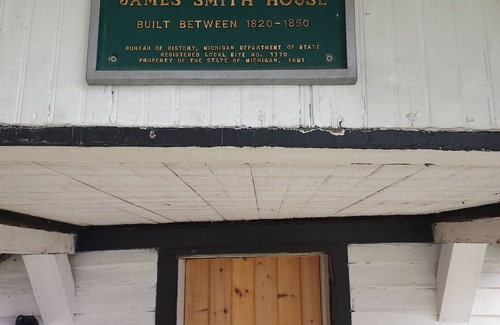 JAMES SMITH HOUSE
BUILT BETWEEN 1820-1850
BUREAU OF HISTORY, MICHIGAN DEPARTMENT OF STATE
REGISTERED LOCAL SITE NO. 1770
PROPERTY OF THE STATE OF MICHIGAN, 1991